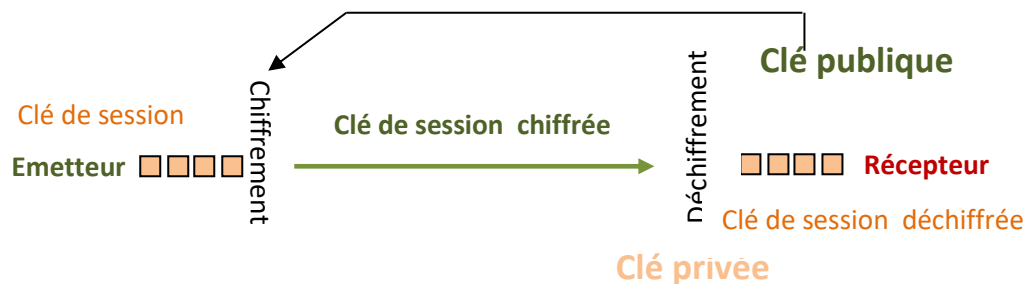 Clé publique
Chiffrement
Déchiffrement
Clé de session
Clé de session chiffrée
Emetteur
Récepteur
Clé de session déchiffrée
Clé privée